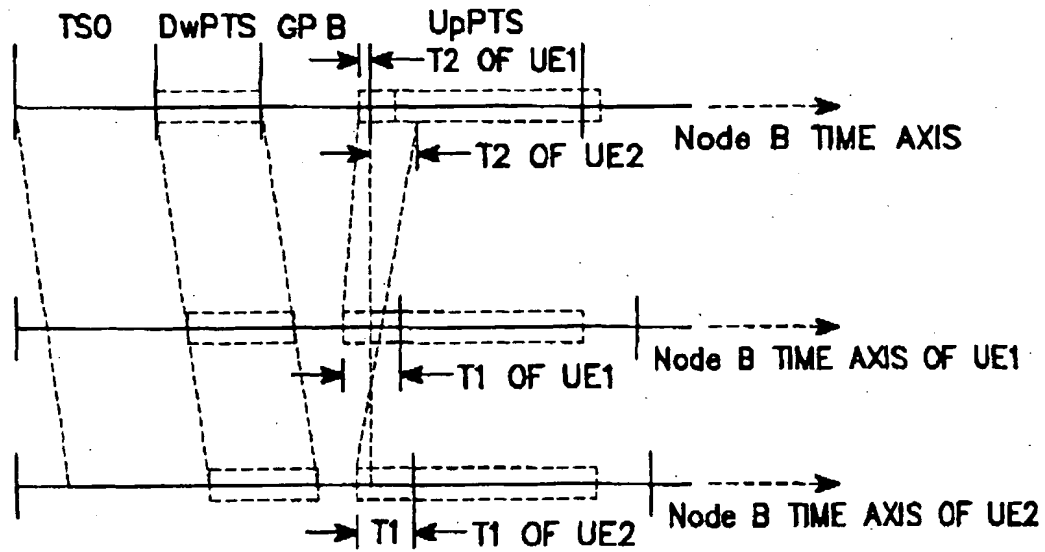 TS0 DwPTS GP B UpPTS
T2 OF UE1
Node B TIME AXIS
T2 OF UE2
Node B TIME AXIS OF UE1
T1 OF UE1
Node B TIME AXIS OF UE2
T1 T1 OF UE2